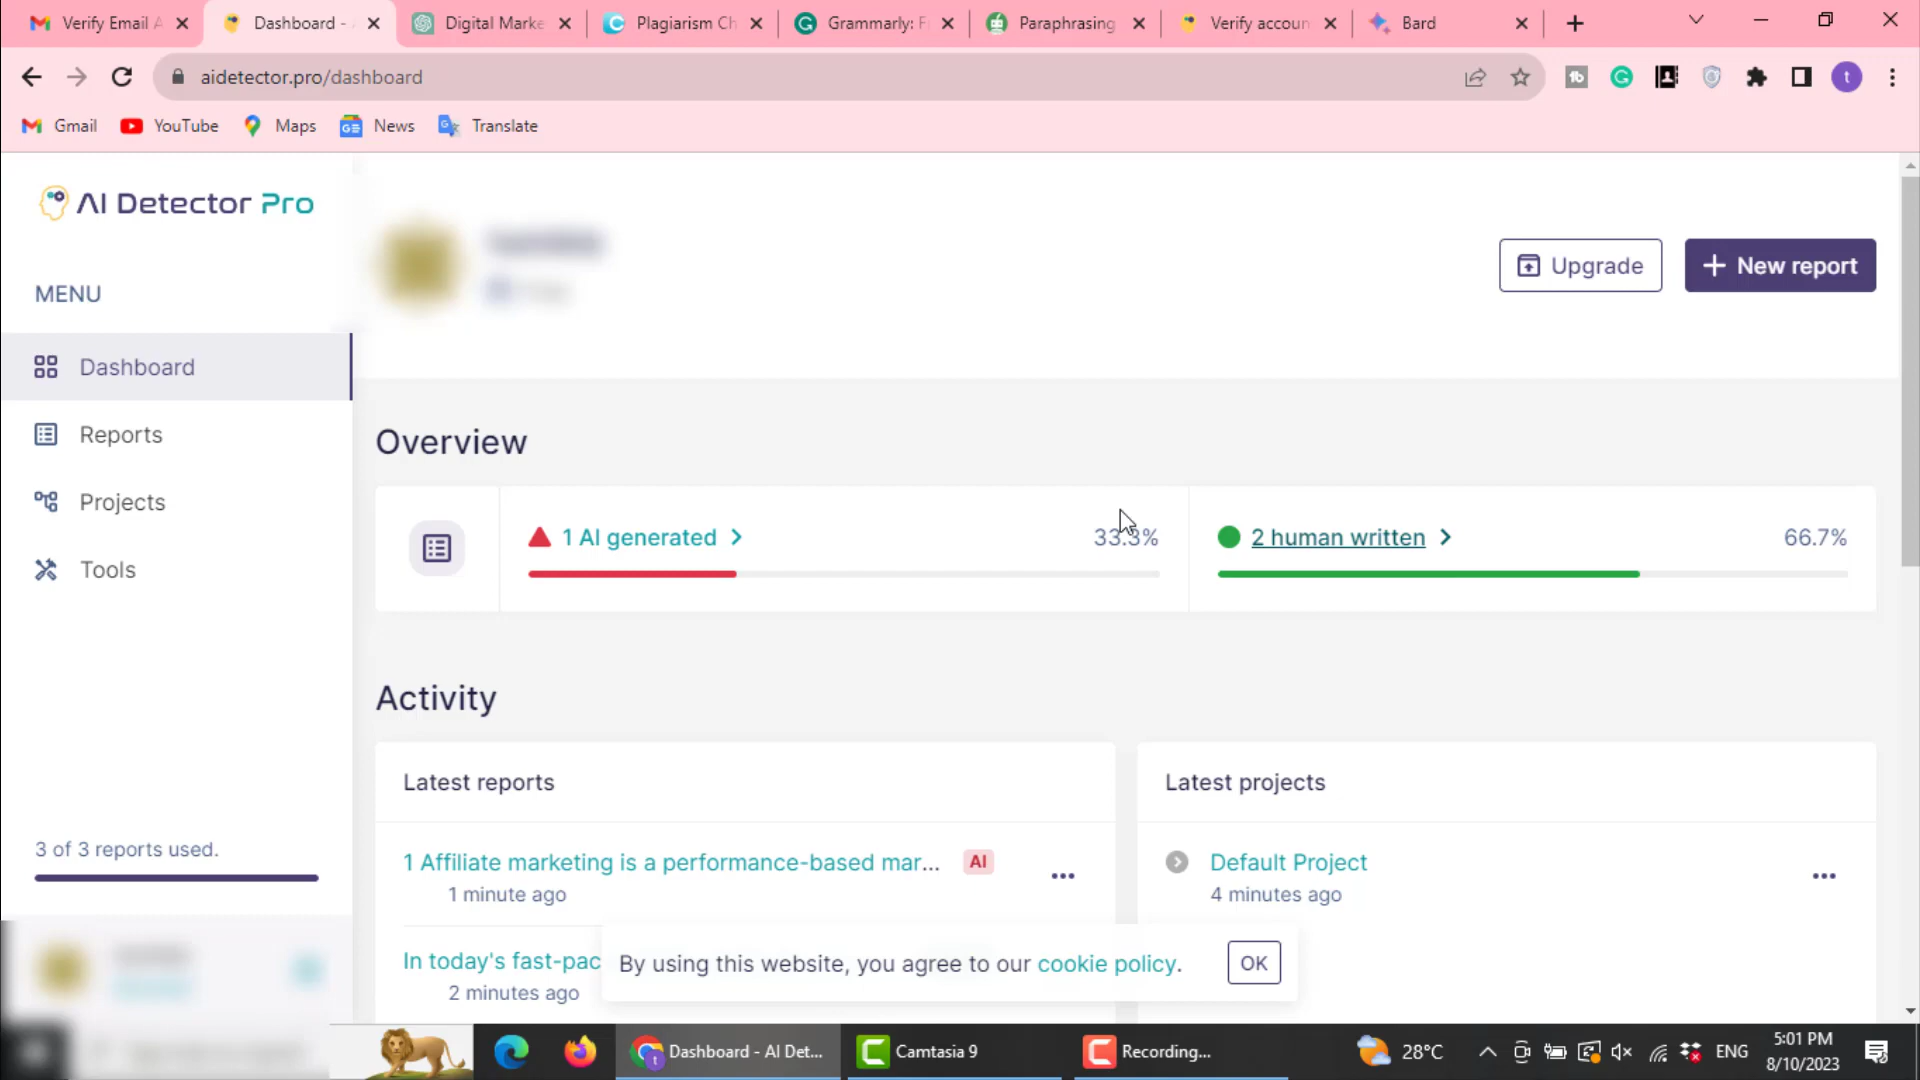 Verify Email A
Dashboard -
Digital Marke
Plagiarism Ch
Grammarly: F
Paraphrasing
Verify accoun
Bard
aidetector.pro/dashboard
t
Gmail
YouTube
Maps
News
Translate
AI Detector Pro
Upgrade
+ New report
MENU
Dashboard
Reports
Projects
Tools
Overview
1 AI generated
33.3%
2 human written
66.7%
Activity
Latest reports
Latest projects
1 Affiliate marketing is a performance-based mar...
AI
1 minute ago
Default Project
4 minutes ago
3 of 3 reports used.
In today's fast-pac
2 minutes ago
By using this website, you agree to our cookie policy.
OK
Dashboard - AI Det...
Camtasia 9
Recording...
28°C
ENG
5:01 PM
8/10/2023